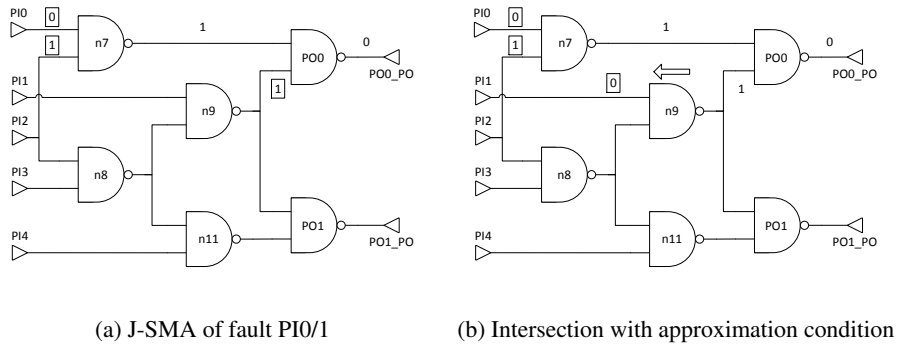 PI0 0 1 0 PI0 0 1 0
n7 PO0 n7 PO0
1 PO0_PO 1 PO0_PO
PI1 1 PI1 0 1
n9 n9
PI2 PI2
PI3 n8 PI3 n8
PI4 n11 PO1 PI4 n11 PO1
PO1_PO PO1_PO
(a) J-SMA of fault PI0/1 (b) Intersection with approximation condition